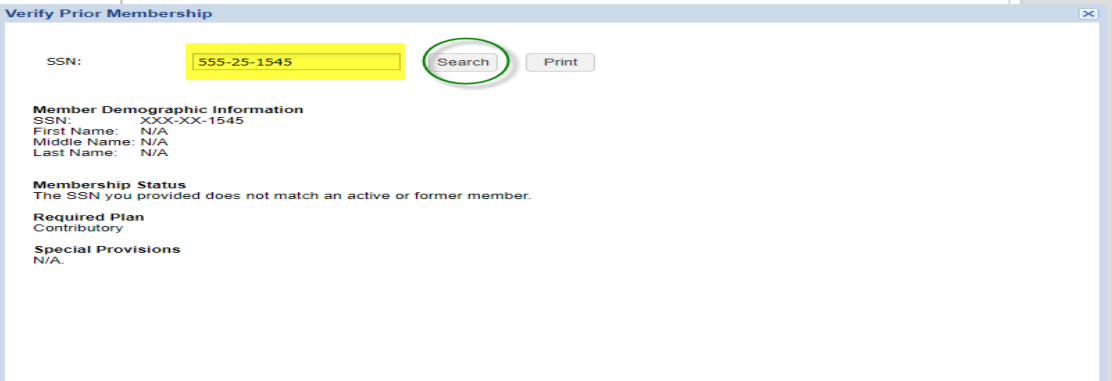 Verify Prior Membership
SSN: 555-25-1545 Search Print
Member Demographic Information
SSN: XXX-XX-1545
First Name: N/A
Middle Name: N/A
Last Name: N/A
Membership Status
The SSN you provided does not match an active or former member.
Required Plan
Contributory
Special Provisions
N/A.